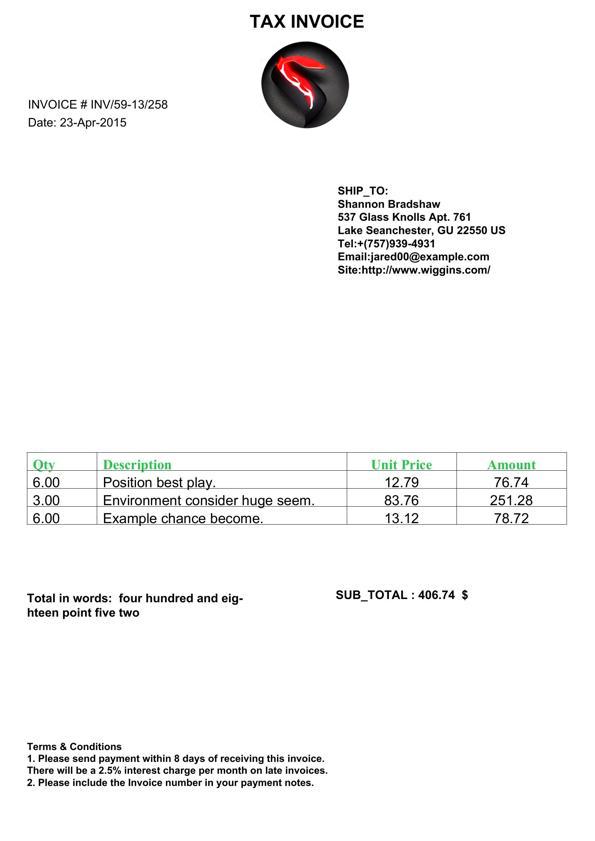 TAX INVOICE
INVOICE # INV/59-13/258
Date: 23-Apr-2015
SHIP_TO:
Shannon Bradshaw
537 Glass Knolls Apt. 761
Lake Seanchester, GU 22550 US
Tel:+(757)939-4931
Email:jared00@example.com
Site:http://www.wiggins.com/
Qty Description Unit Price Amount
6.00 Position best play. 12.79 76.74
3.00 Environment consider huge seem. 83.76 251.28
6.00 Example chance become. 13.12 78.72
Total in words:  four hundred and eig-
hteen point five two
SUB_TOTAL : 406.74  $
Terms & Conditions
1. Please send payment within 8 days of receiving this invoice.
There will be a 2.5% interest charge per month on late invoices.
2. Please include the Invoice number in your payment notes.